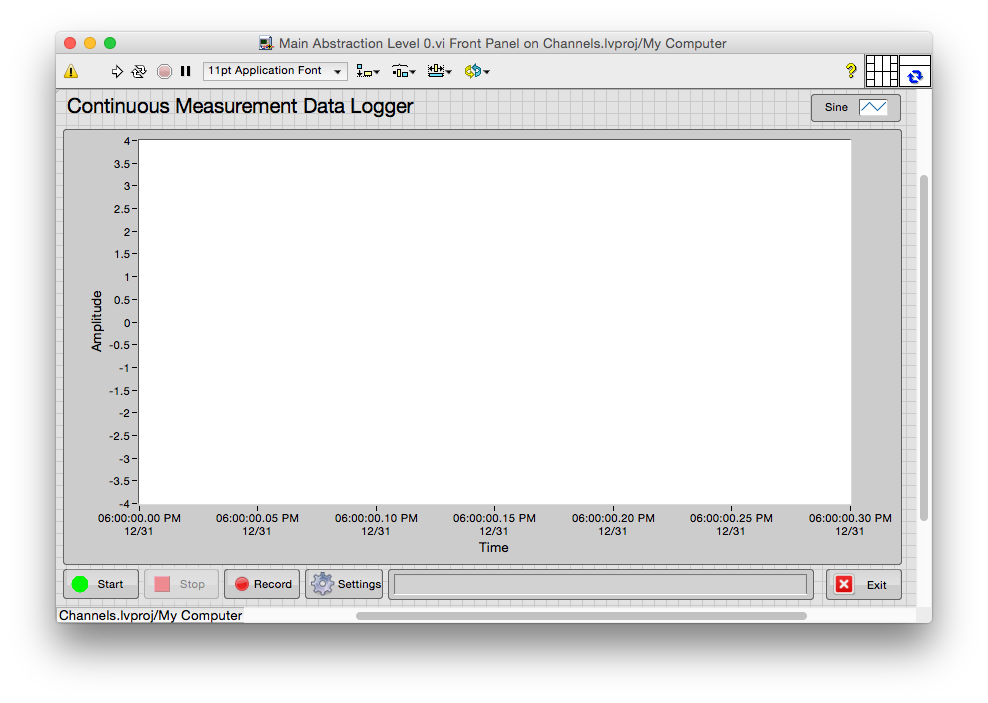 Main Abstraction Level 0.vi Front Panel on Channels.lvproj/My Computer
11pt Application Font
?
Continuous Measurement Data Logger
Sine
4
3.5
3
2.5
2
1.5
1
0.5
0
-0.5
-1
-1.5
-2
-2.5
-3
-3.5
-4
Amplitude
06:00:00.00 PM 06:00:00.05 PM 06:00:00.10 PM 06:00:00.15 PM 06:00:00.20 PM 06:00:00.25 PM 06:00:00.30 PM
12/31 12/31 12/31 12/31 12/31 12/31 12/31
Time
Start Stop Record Settings Exit
Channels.lvproj/My Computer